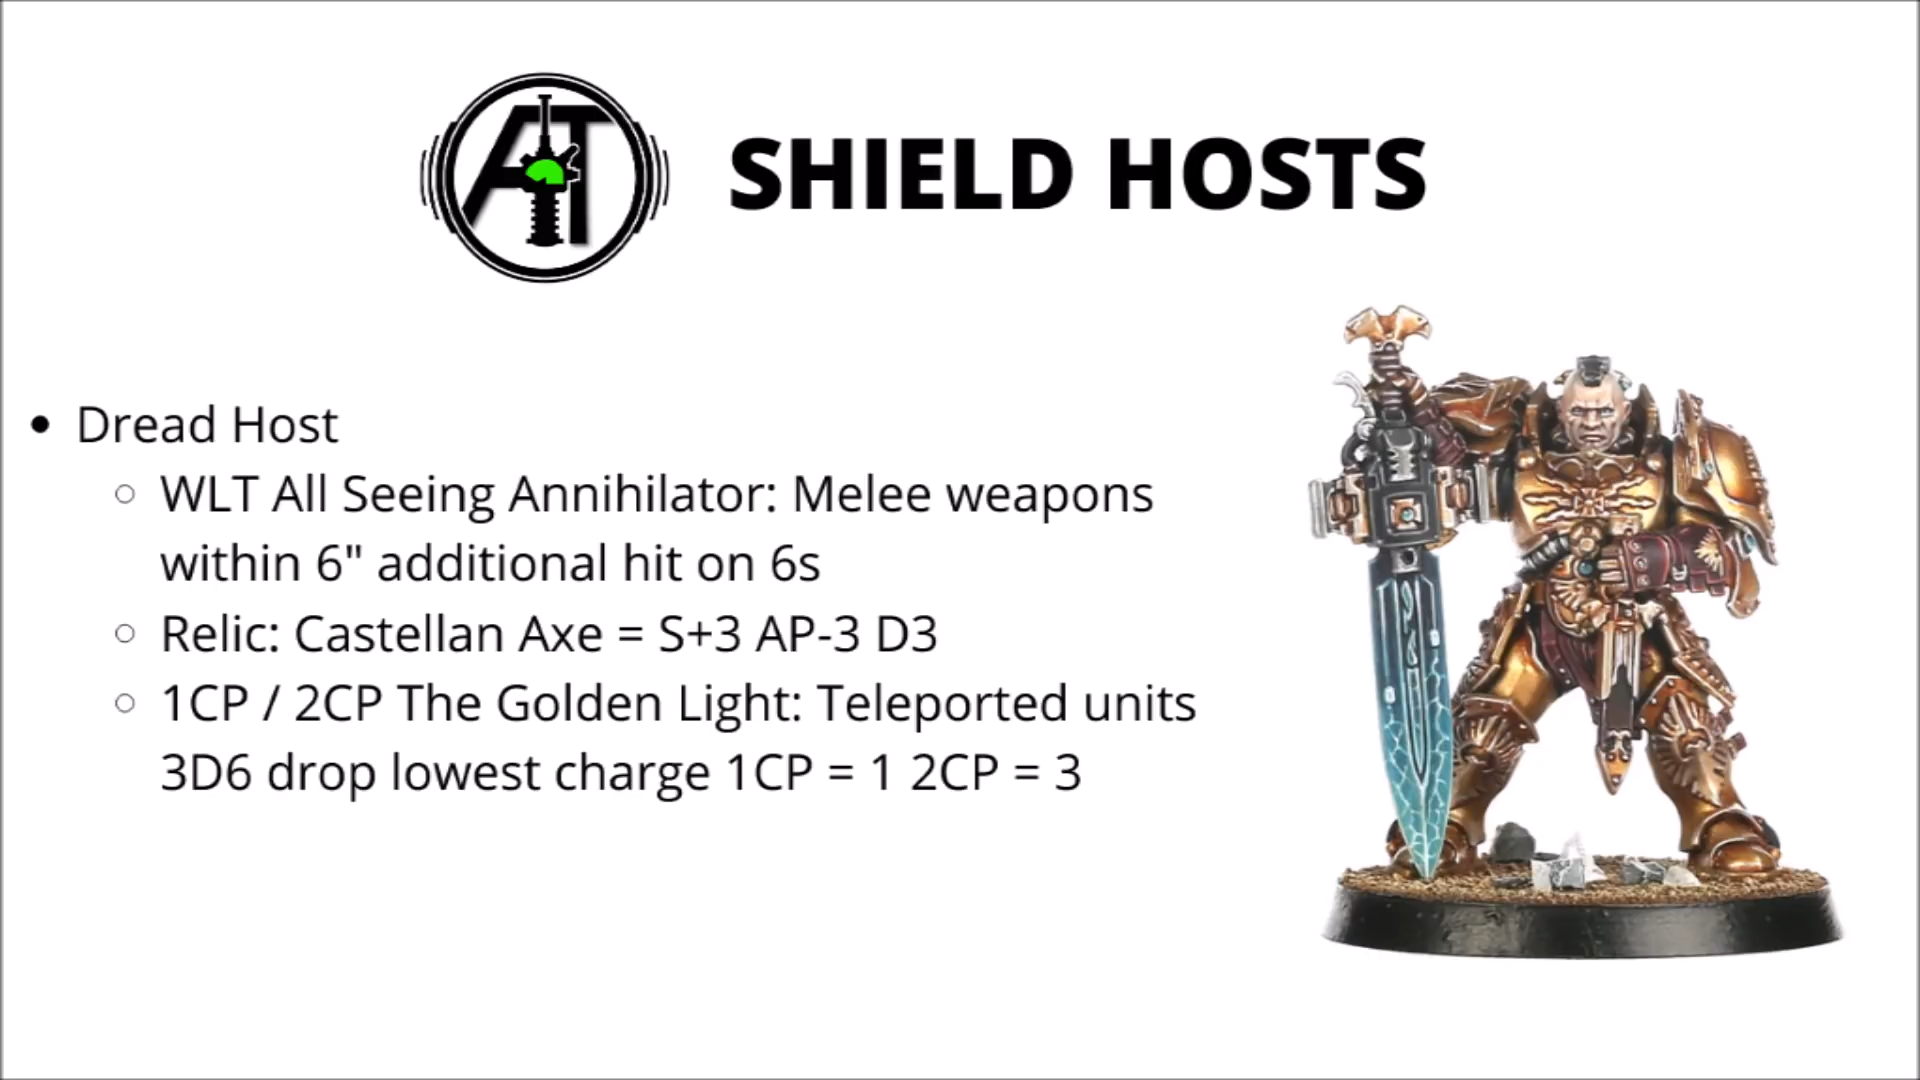 AT
SHIELD HOSTS
Dread Host
WLT All Seeing Annihilator: Melee weapons
within 6" additional hit on 6s
Relic: Castellan Axe = S+3 AP-3 D3
1CP / 2CP The Golden Light: Teleported units
3D6 drop lowest charge 1CP = 1 2CP = 3